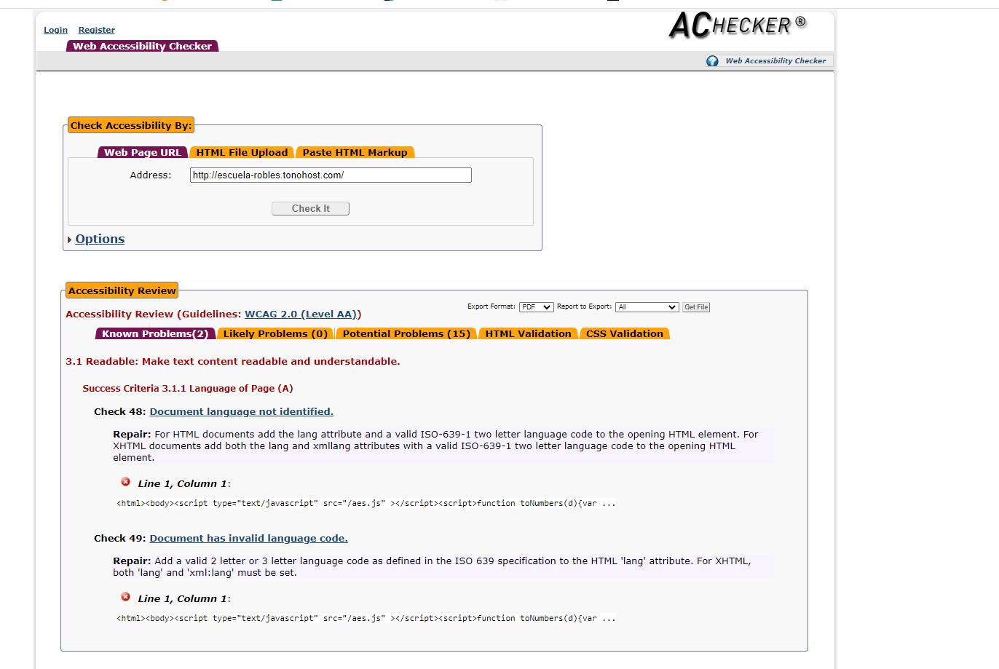 Login Register
ACHECKER®
Web Accessibility Checker
Web Accessibility Checker
Check Accessibility By:
Web Page URL HTML File Upload Paste HTML Markup
Address: http://escuela-robles.tonohost.com/
Check It
Options
Accessibility Review
Export Format: PDF Report to Export: All Get File
Accessibility Review (Guidelines: WCAG 2.0 (Level AA))
Known Problems(2) Likely Problems (0) Potential Problems (15) HTML Validation CSS Validation
3.1 Readable: Make text content readable and understandable.
Success Criteria 3.1.1 Language of Page (A)
Check 48: Document language not identified.
Repair: For HTML documents add the lang attribute and a valid ISO-639-1 two letter language code to the opening HTML element. For
XHTML documents add both the lang and xmllang attributes with a valid ISO-639-1 two letter language code to the opening HTML
element.
Line 1, Column 1:
<html><body><script type="text/javascript" src="/aes.js" ></script><script>function toNumbers(d){var ...
Check 49: Document has invalid language code.
Repair: Add a valid 2 letter or 3 letter language code as defined in the ISO 639 specification to the HTML 'lang' attribute. For XHTML,
both 'lang' and 'xml:lang' must be set.
Line 1, Column 1:
<html><body><script type="text/javascript" src="/aes.js" ></script><script>function toNumbers(d){var ...